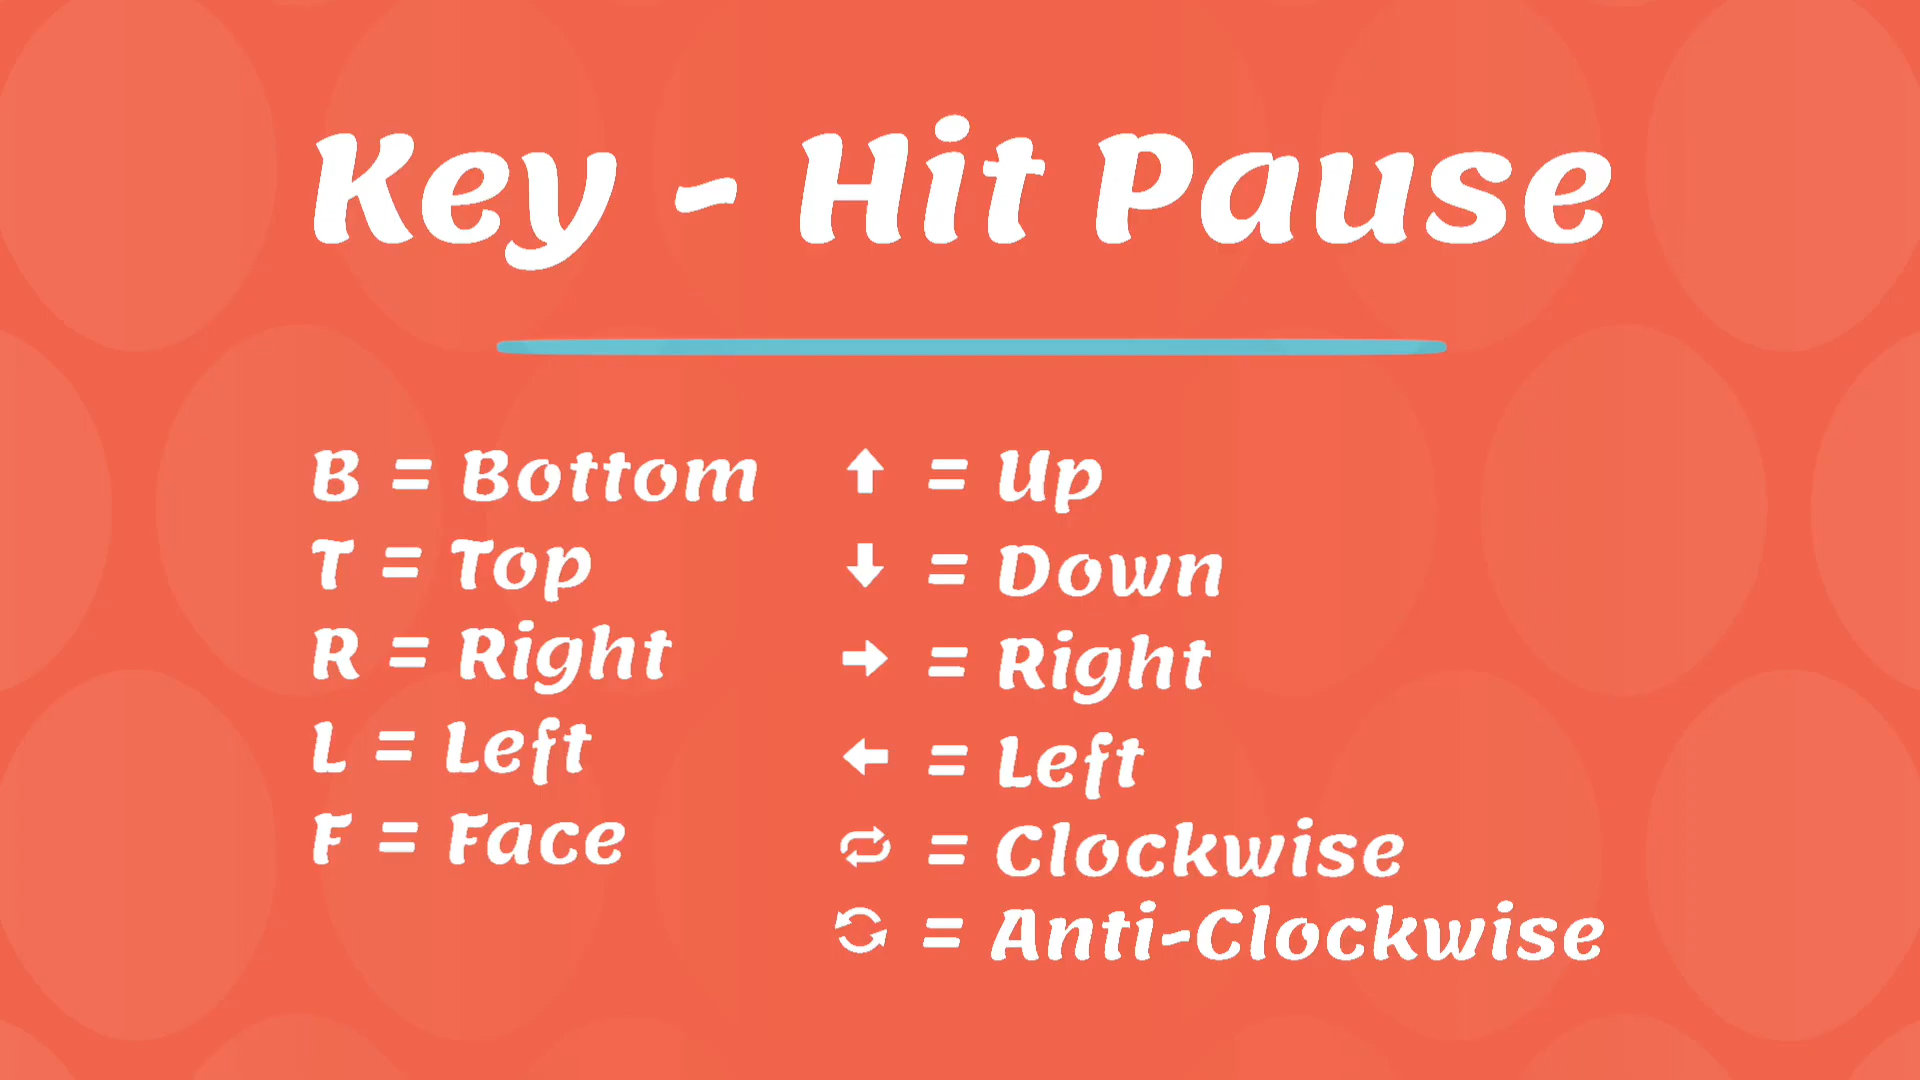 Key - Hit Pause
B = Bottom
T = Top
R = Right
L = Left
F = Face
⬆ = Up
⬇ = Down
➡ = Right
⬅ = Left
🔁 = Clockwise
🔄 = Anti-Clockwise